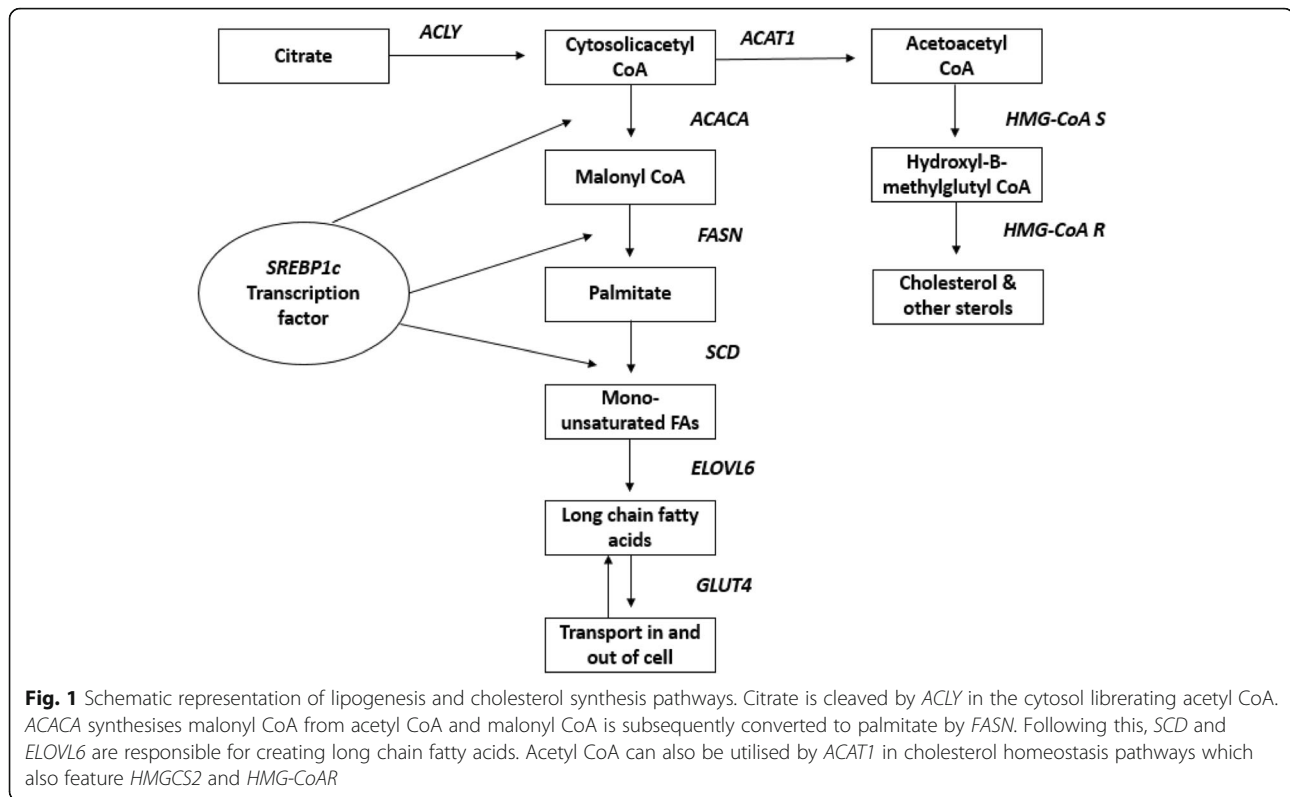 Citrate
ACLY
Cytosolicacetyl
CoA
ACAT1
Acetoacetyl
CoA
ACACA
HMG-CoA S
Malonyl CoA
Hydroxyl-B-
methylglutyl CoA
FASN
HMG-CoA R
SREBP1c
Transcription
factor
Palmitate
Cholesterol &
other sterols
SCD
Mono-
unsaturated FAs
ELOVL6
Long chain fatty
acids
GLUT4
Transport in and
out of cell
Fig. 1 Schematic representation of lipogenesis and cholesterol synthesis pathways. Citrate is cleaved by ACLY in the cytosol librerating acetyl CoA.
ACACA synthesises malonyl CoA from acetyl CoA and malonyl CoA is subsequently converted to palmitate by FASN. Following this, SCD and
ELOVL6 are responsible for creating long chain fatty acids. Acetyl CoA can also be utilised by ACAT1 in cholesterol homeostasis pathways which
also feature HMGCS2 and HMG-CoAR